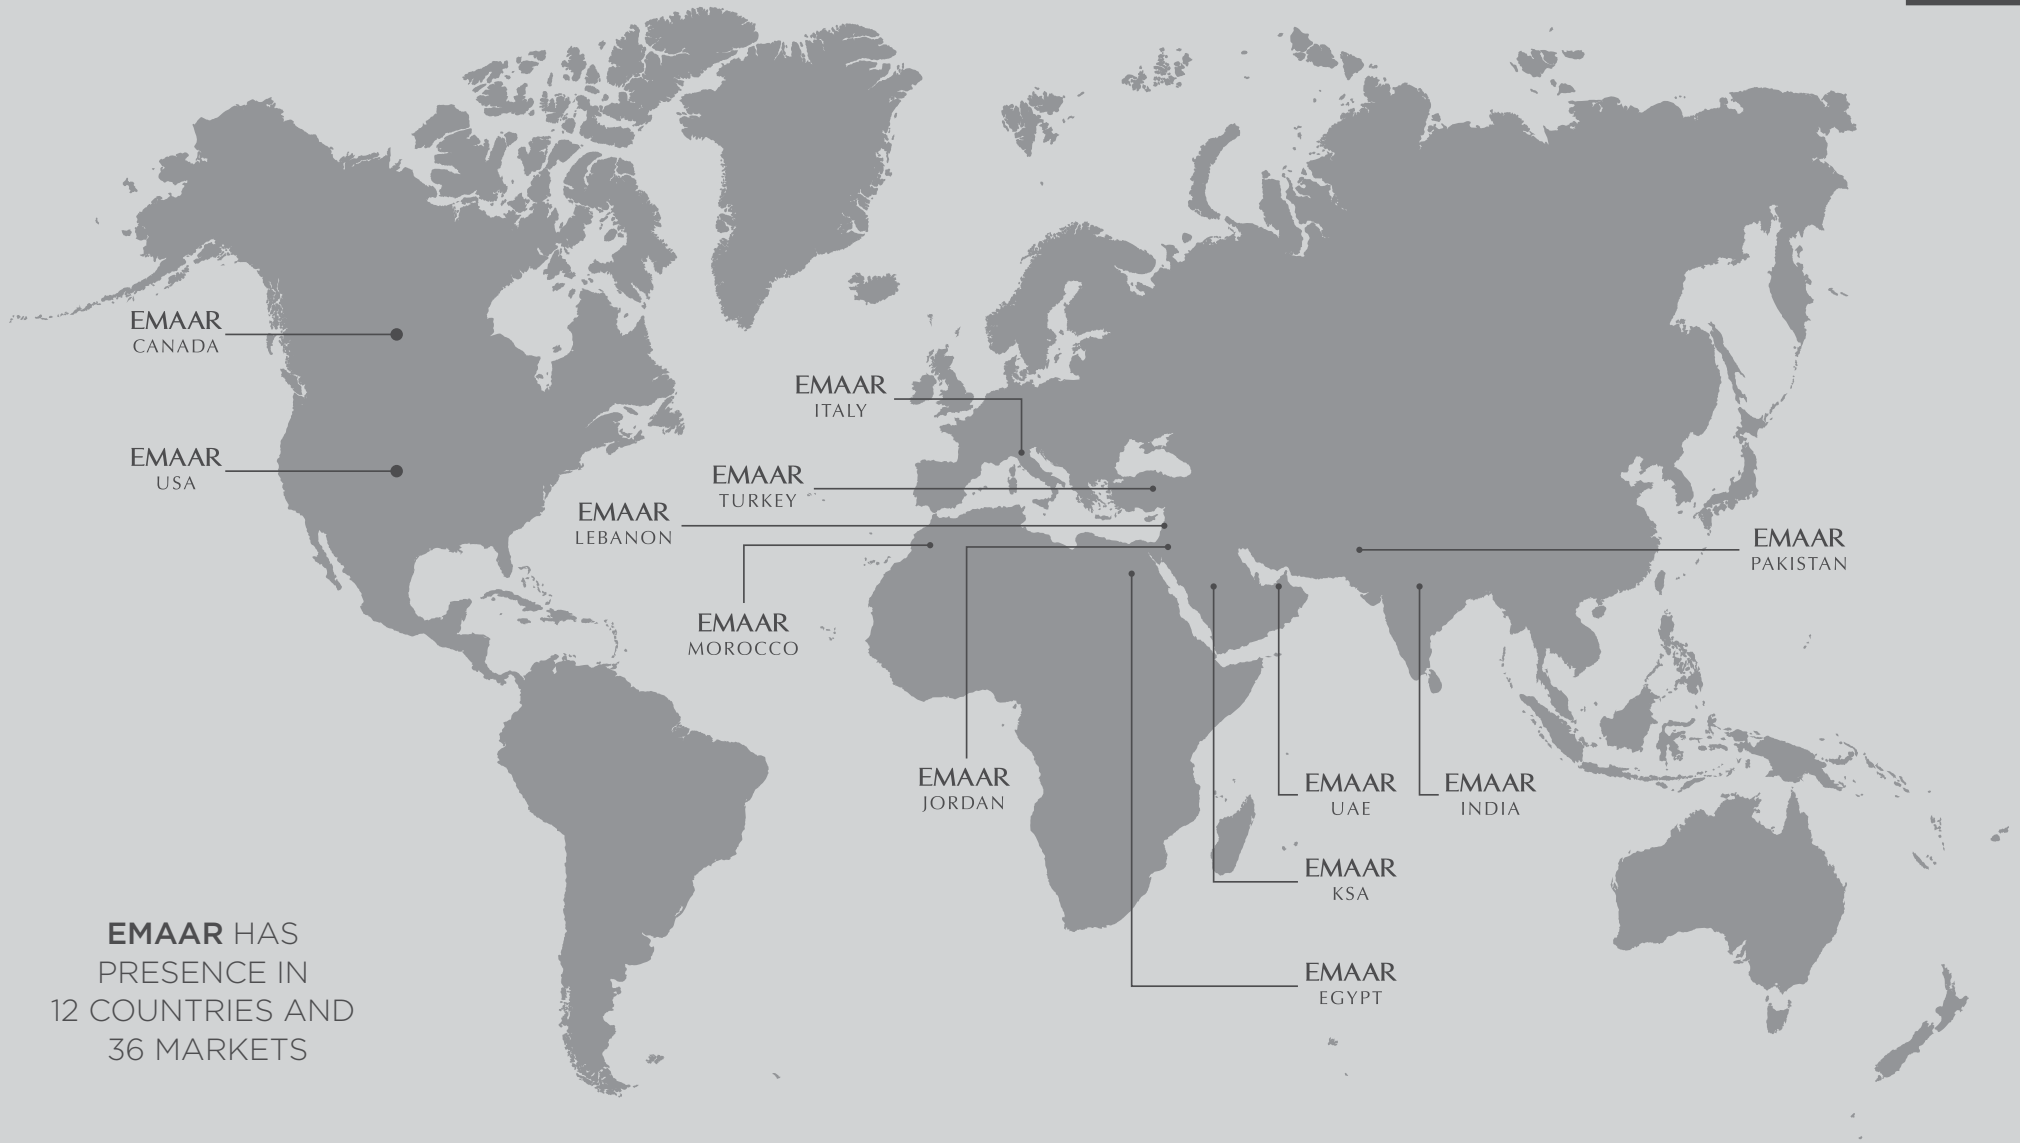 EMAAR
CANADA
EMAAR
USA
EMAAR
ITALY
EMAAR
TURKEY
EMAAR
LEBANON
EMAAR
MOROCCO
EMAAR
PAKISTAN
EMAAR
JORDAN
EMAAR
UAE
EMAAR
INDIA
EMAAR
KSA
EMAAR
EGYPT
EMAAR HAS
PRESENCE IN
12 COUNTRIES AND
36 MARKETS